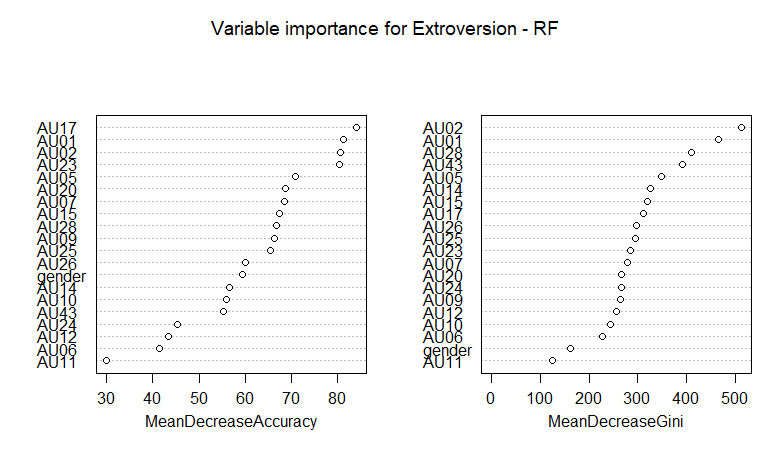 Variable importance for Extroversion - RF
AU17
AU01
AU02
AU23
AU05
AU20
AU07
AU15
AU28
AU09
AU25
AU26
gender
AU14
AU10
AU43
AU24
AU12
AU06
AU11
30 40 50 60 70 80
MeanDecreaseAccuracy
AU02
AU01
AU28
AU43
AU05
AU14
AU15
AU17
AU26
AU25
AU23
AU07
AU20
AU24
AU09
AU12
AU10
AU06
gender
AU11
0 100 200 300 400 500
MeanDecreaseGini